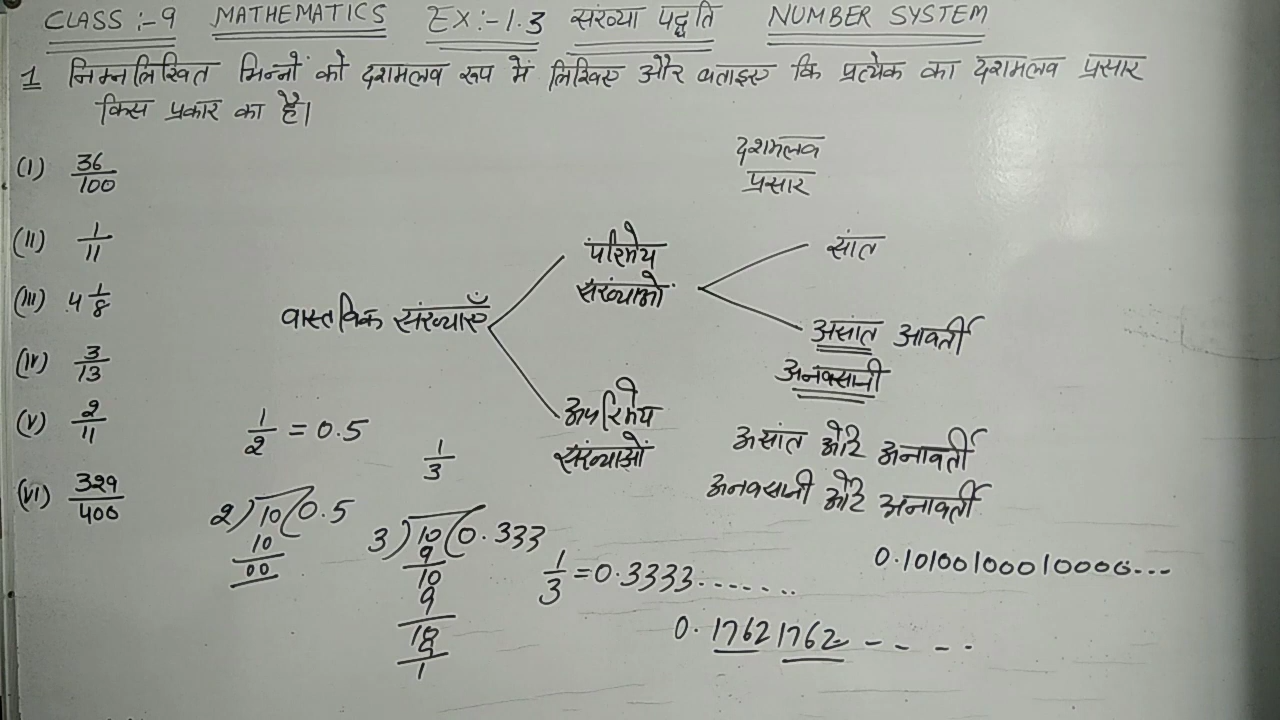 CLASS :- 9 MATHEMATICS EX:-1.3 संख्या पद्धति NUMBER SYSTEM
1 निम्नलिखित भिन्नों को दशमलव रूप में लिखिए और बताइए कि प्रत्येक का दशमलव प्रसार
किस प्रकार का है।
दशमलव
प्रसार
(i) 36/100
(ii) 1/11
(iii) 4 1/8
(iv) 3/13
(v) 2/11
(vi) 329/400
वास्तविक संख्याएँ
परिमेय
संख्याओं
सांत
असांत आवर्ती
अनवसानी
अपरिमेय
संख्याओं
असांत और अनावर्ती
अनवसानी और अनावर्ती
0.10100100010000...
1/2 = 0.5
2)10(0.5
10
00
1/3
3)10(0.333
9
10
9
10
9
1
1/3 = 0.3333.......
0.17621762 - - - -